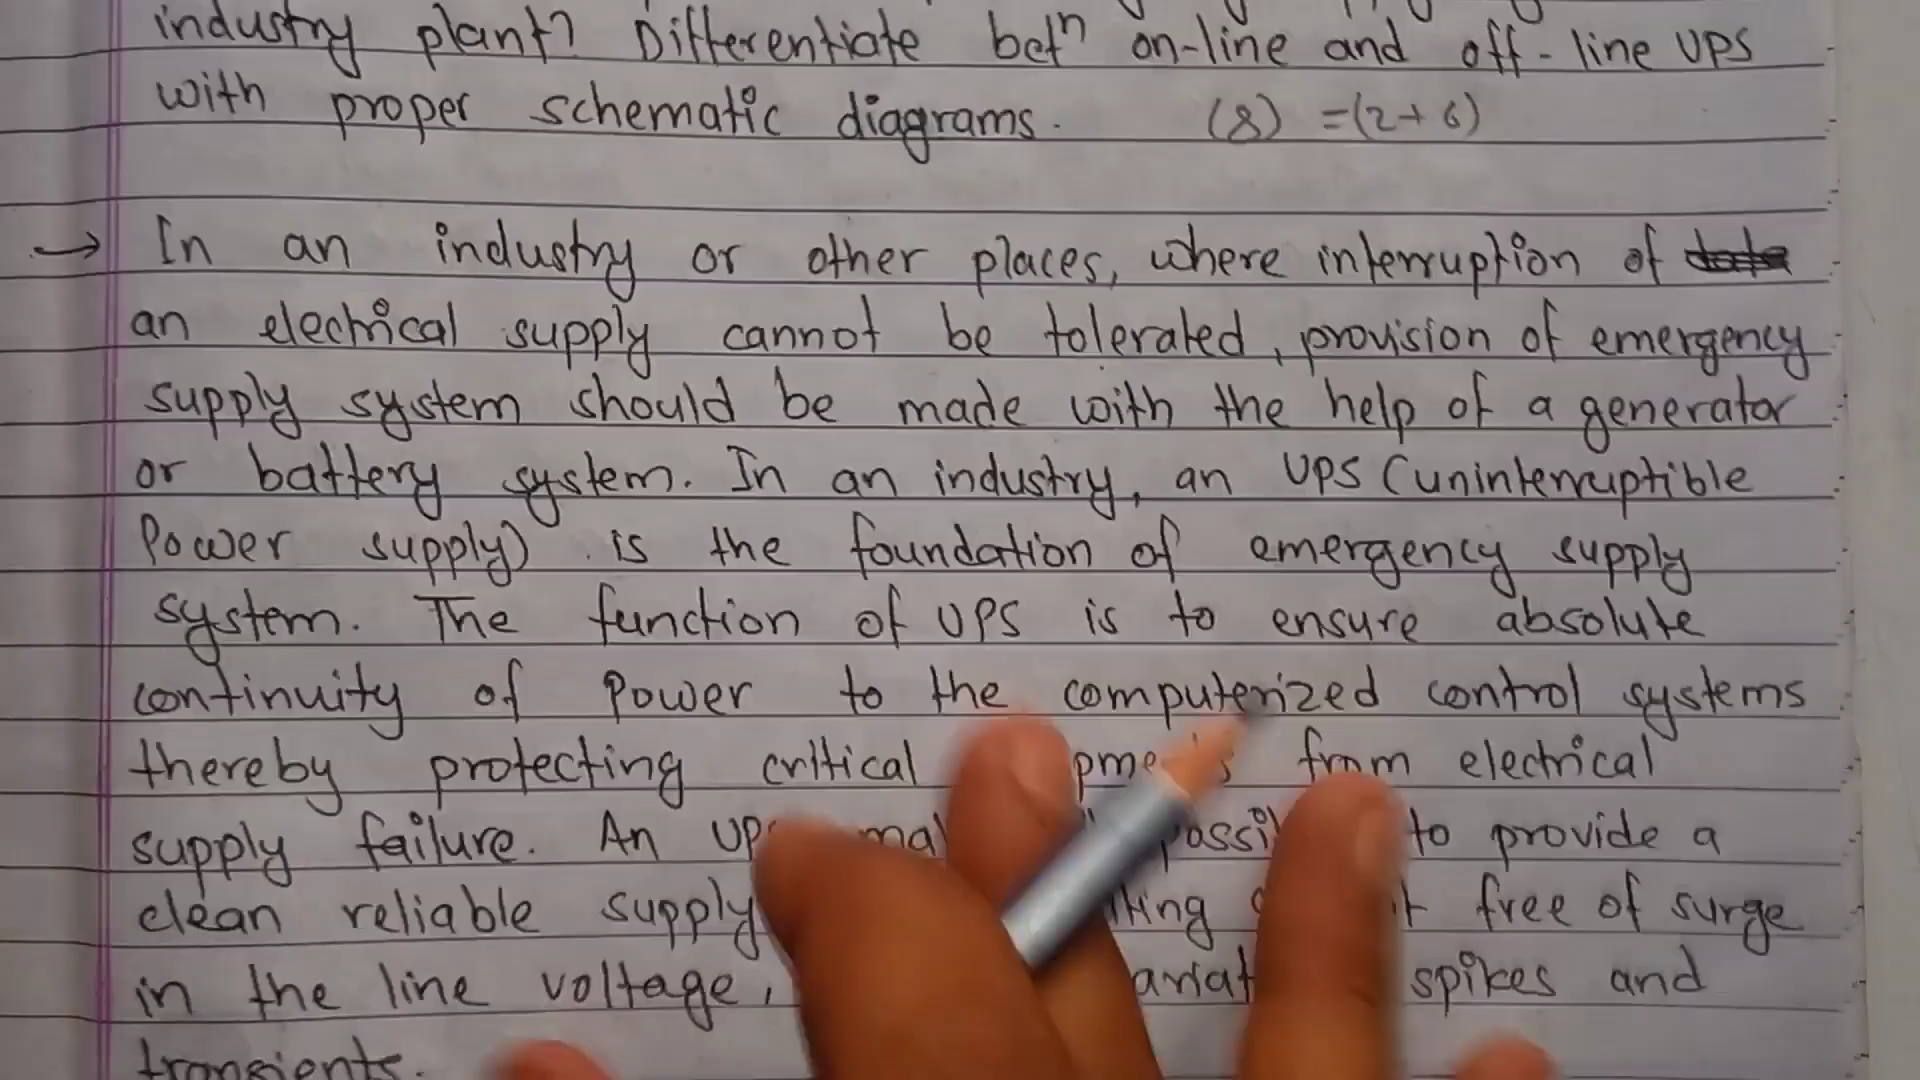 industry plant? Differentiate betn on-line and off-line UPS
with proper schematic diagrams. (8) =(2+6)
→ In an industry or other places, where interruption of
an electrical supply cannot be tolerated, provision of emergency
supply system should be made with the help of a generator
or battery system. In an industry, an UPS (uninterruptible
Power supply) is the foundation of emergency supply
system. The function of UPS is to ensure absolute
continuity of power to the computerized control systems
thereby protecting critical from electrical
supply failure. An to provide a
clean reliable supply free of surge
in the line voltage, spikes and
transients.